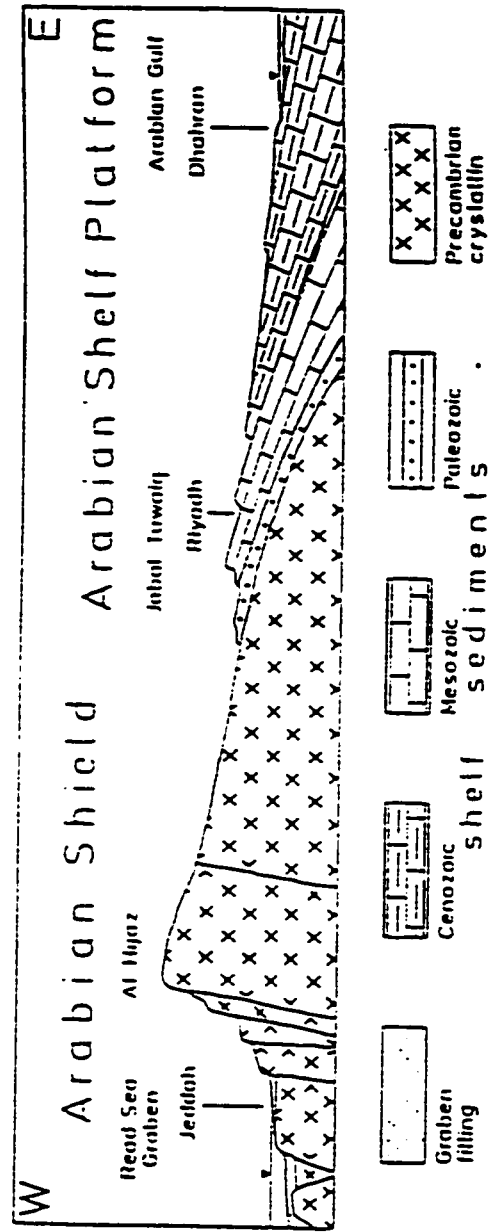 W
E
Arabian Shield
Arabian Shelf Platform
Read Sea
Graben
Jeddah
Al Hijaz
Jabal Tuwaiq
Riyadh
Arabian Gulf
Dhahran
Graben
filling
Cenozoic
Mesozoic
Paleozoic
shelf sediments
Precambrian
crystallin